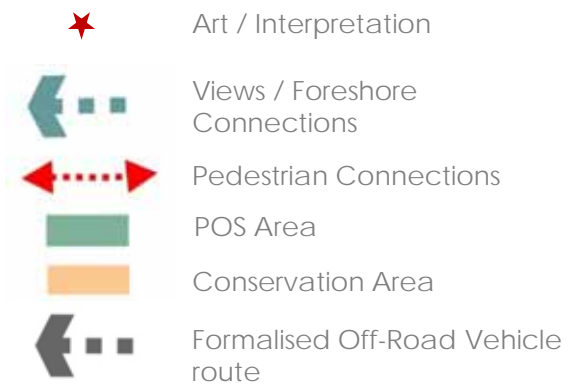 Art / Interpretation
Views / Foreshore
Connections
Pedestrian Connections
POS Area
Conservation Area
Formalised Off-Road Vehicle
route